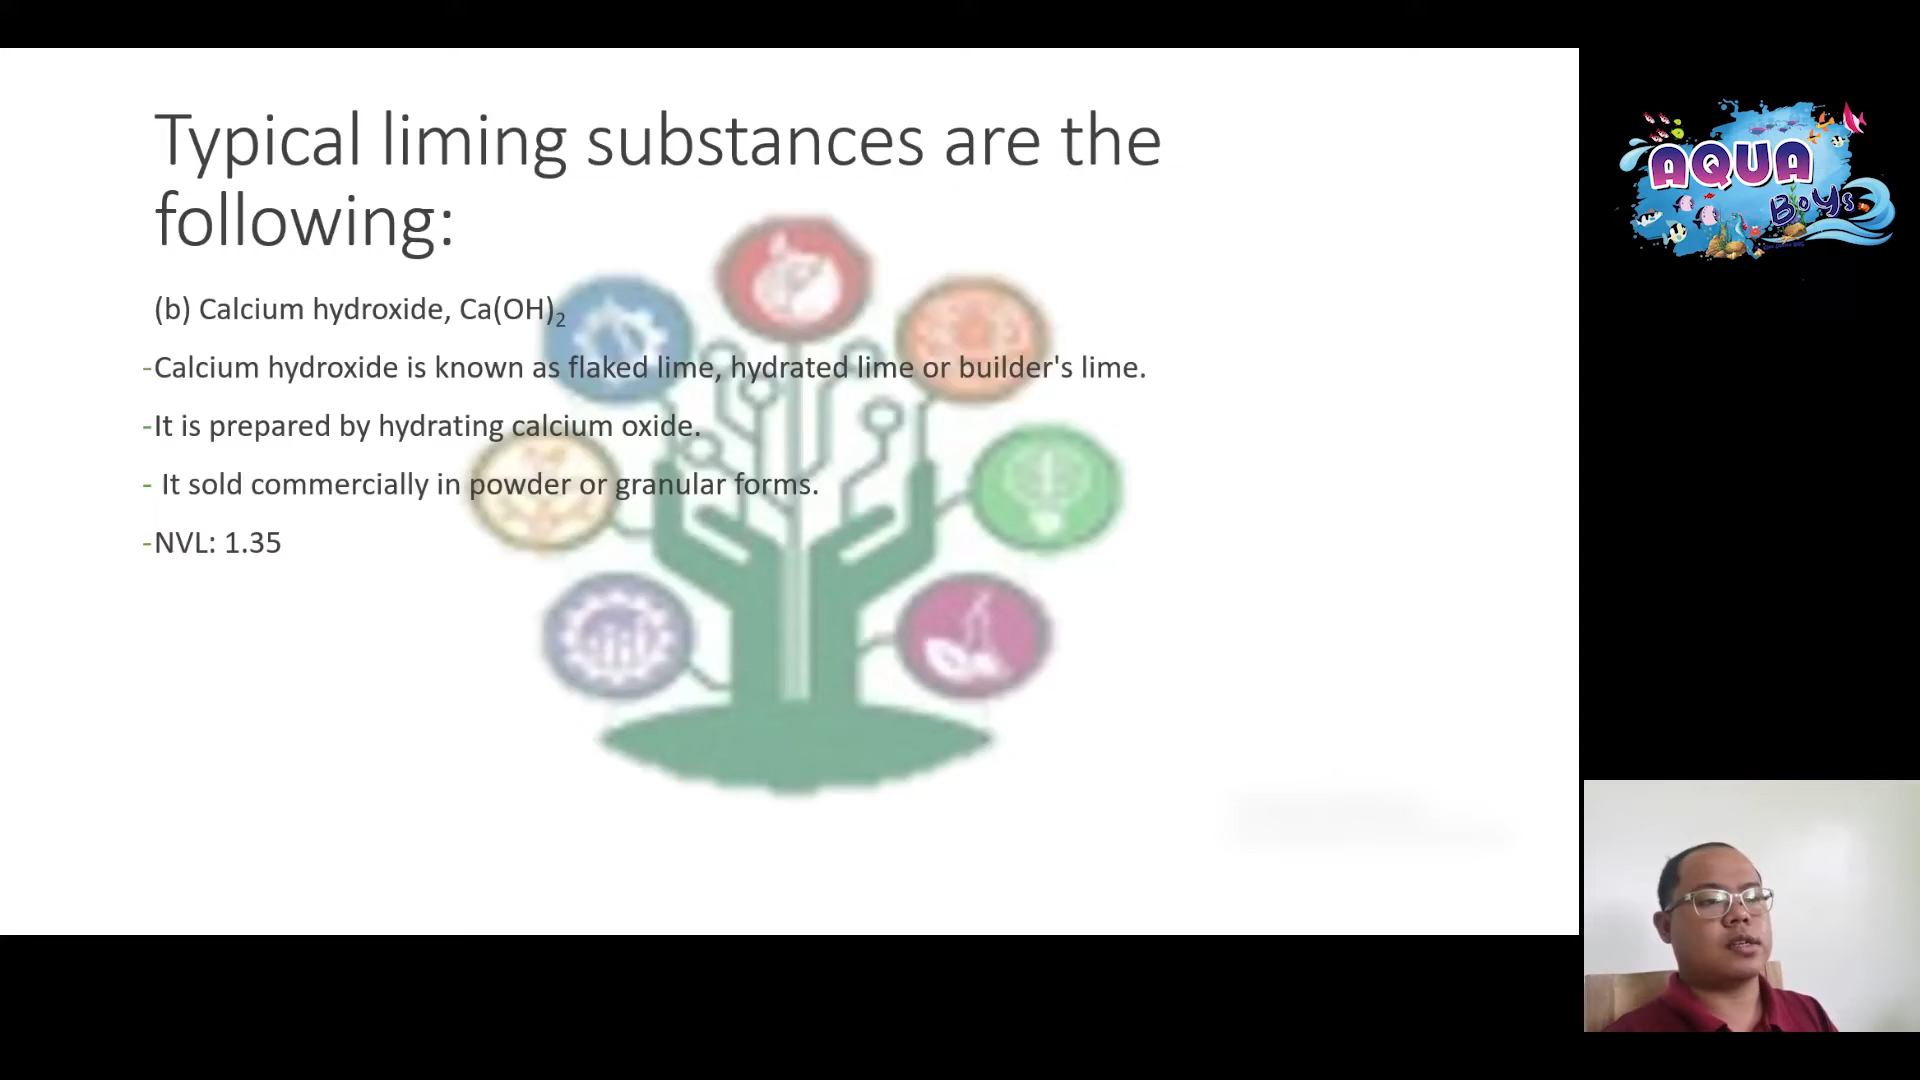 Typical liming substances are the
following:
(b) Calcium hydroxide, Ca(OH)₂
-Calcium hydroxide is known as flaked lime, hydrated lime or builder's lime.
-It is prepared by hydrating calcium oxide.
- It sold commercially in powder or granular forms.
-NVL: 1.35
AQUA
BoYs